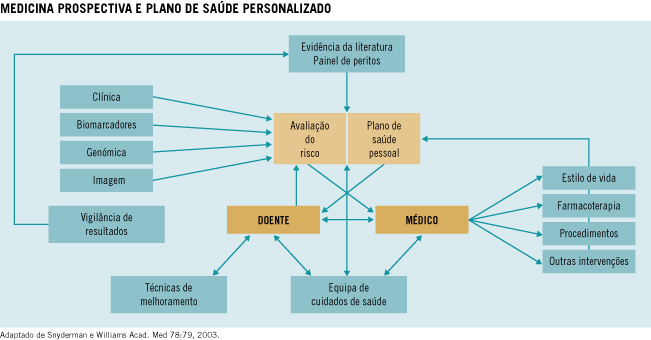 MEDICINA PROSPECTIVA E PLANO DE SAÚDE PERSONALIZADO
Evidência da literatura
Painel de peritos
Clínica
Biomarcadores
Genómica
Imagem
Avaliação
do
risco
Plano de
saúde
pessoal
Vigilância de
resultados
DOENTE
MÉDICO
Estilo de vida
Farmacoterapia
Procedimentos
Outras intervenções
Técnicas de
melhoramento
Equipa de
cuidados de saúde
Adaptado de Snyderman e Williams Acad. Med 78:79, 2003.